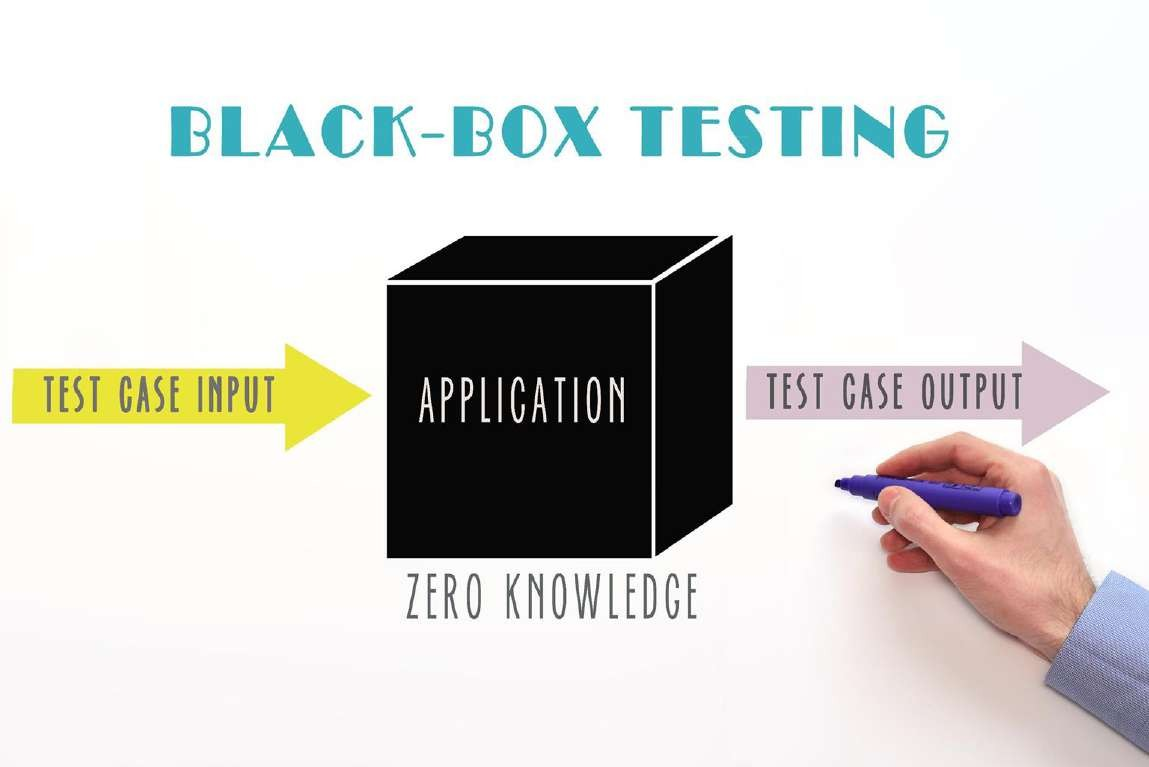 BLACK-BOX TESTING
TEST CASE INPUT
APPLICATION
TEST CASE OUTPUT
ZERO KNOWLEDGE